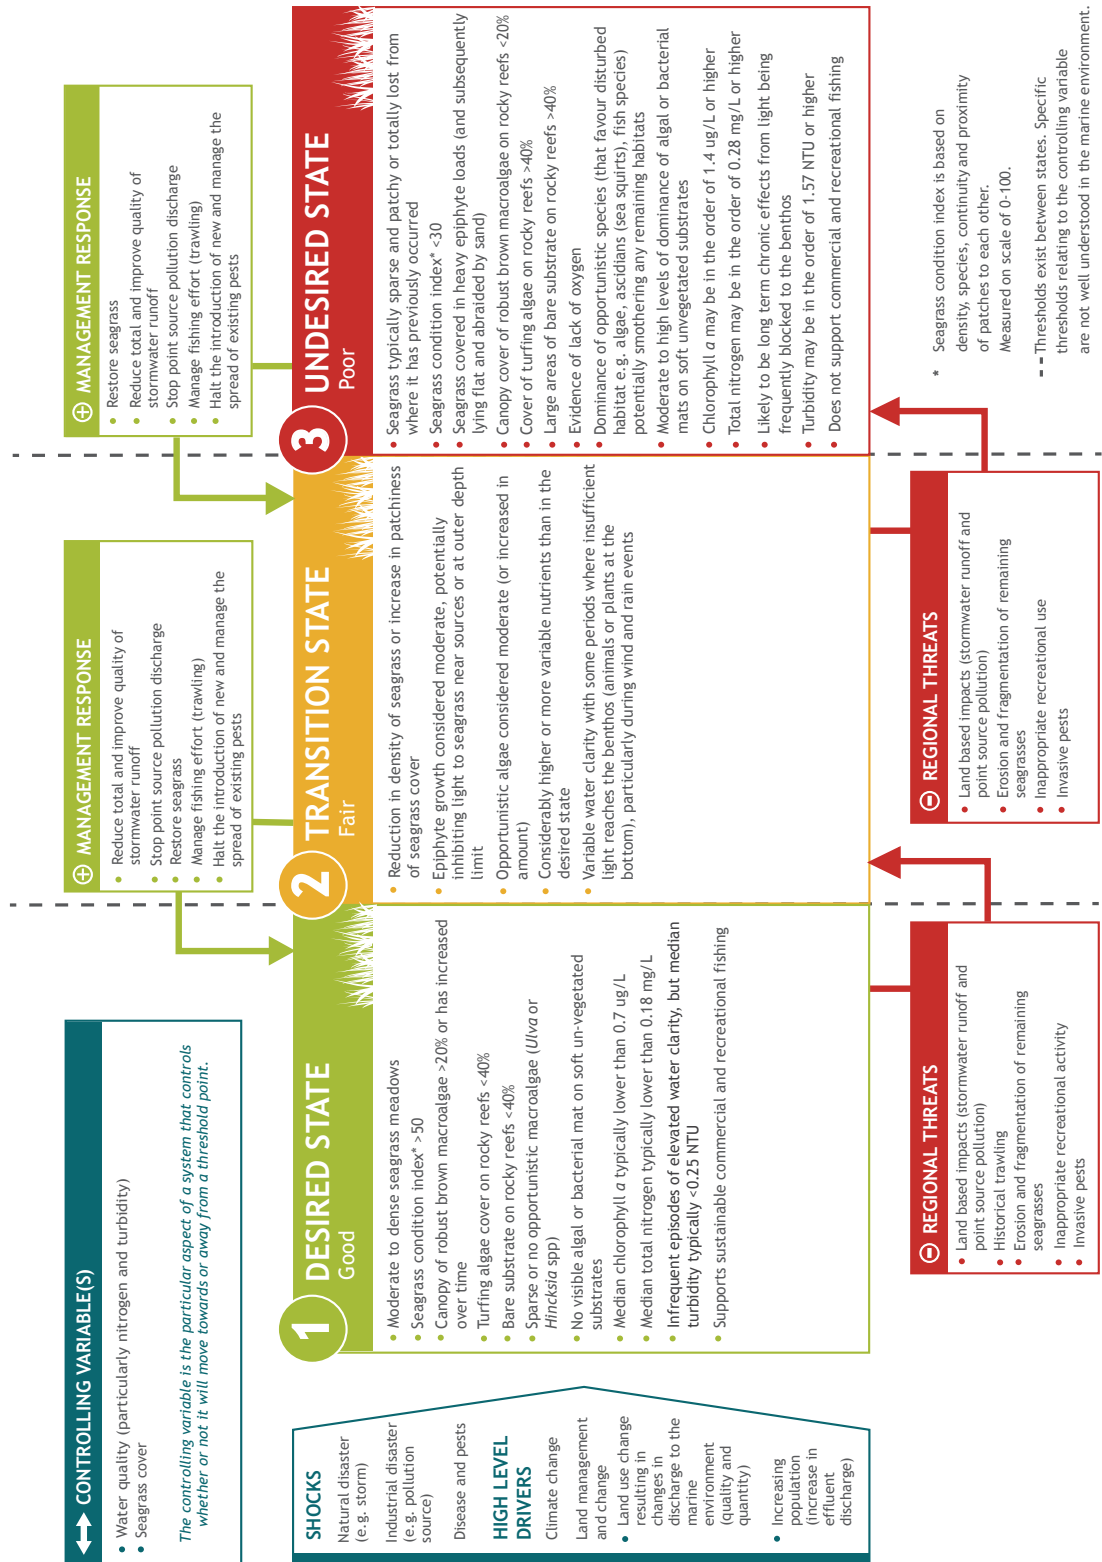 CONTROLLING VARIABLE(S)
• Water quality (particularly nitrogen and turbidity)
• Seagrass cover
The controlling variable is the particular aspect of a system that controls
whether or not it will move towards or away from a threshold point.
+ MANAGEMENT RESPONSE
• Reduce total and improve quality of
stormwater runoff
• Stop point source pollution discharge
• Restore seagrass
• Manage fishing effort (trawling)
• Halt the introduction of new and manage the
spread of existing pests
+ MANAGEMENT RESPONSE
• Restore seagrass
• Reduce total and improve quality of
stormwater runoff
• Stop point source pollution discharge
• Manage fishing effort (trawling)
• Halt the introduction of new and manage the
spread of existing pests
SHOCKS
Natural disaster
(e.g. storm)
Industrial disaster
(e.g. pollution
source)
Disease and pests
HIGH LEVEL
DRIVERS
Climate change
Land management
and change
• Land use change
resulting in
changes in
discharge to the
marine
environment
(quality and
quantity)
• Increasing
population
(increase in
effluent
discharge)
1 DESIRED STATE
Good
• Moderate to dense seagrass meadows
• Seagrass condition index* >50
• Canopy of robust brown macroalgae >20% or has increased
over time
• Turfing algae cover on rocky reefs <40%
• Bare substrate on rocky reefs <40%
• Sparse or no opportunistic macroalgae (Ulva or
Hincksia spp)
• No visible algal or bacterial mat on soft un-vegetated
substrates
• Median chlorophyll a typically lower than 0.7 ug/L
• Median total nitrogen typically lower than 0.18 mg/L
• Infrequent episodes of elevated water clarity, but median
turbidity typically <0.25 NTU
• Supports sustainable commercial and recreational fishing
2 TRANSITION STATE
Fair
• Reduction in density of seagrass or increase in patchiness
of seagrass cover
• Epiphyte growth considered moderate, potentially
inhibiting light to seagrass near sources or at outer depth
limit
• Opportunistic algae considered moderate (or increased in
amount)
• Considerably higher or more variable nutrients than in the
desired state
• Variable water clarity with some periods where insufficient
light reaches the benthos (animals or plants at the
bottom), particularly during wind and rain events
3 UNDESIRED STATE
Poor
• Seagrass typically sparse and patchy or totally lost from
where it has previously occurred
• Seagrass condition index* <30
• Seagrass covered in heavy epiphyte loads (and subsequently
lying flat and abraided by sand)
• Canopy cover of robust brown macroalgae on rocky reefs <20%
• Cover of turfing algae on rocky reefs >40%
• Large areas of bare substrate on rocky reefs >40%
• Evidence of lack of oxygen
• Dominance of opportunistic species (that favour disturbed
habitat e.g. algae, ascidians (sea squirts), fish species)
potentially smothering any remaining habitats
• Moderate to high levels of dominance of algal or bacterial
mats on soft unvegetated substrates
• Chlorophyll a may be in the order of 1.4 ug/L or higher
• Total nitrogen may be in the order of 0.28 mg/L or higher
• Likely to be long term chronic effects from light being
frequently blocked to the benthos
• Turbidity may be in the order of 1.57 NTU or higher
• Does not support commercial and recreational fishing
REGIONAL THREATS
• Land based impacts (stormwater runoff and
point source pollution)
• Historical trawling
• Erosion and fragmentation of remaining
seagrasses
• Inappropriate recreational activity
• Invasive pests
REGIONAL THREATS
• Land based impacts (stormwater runoff and
point source pollution)
• Erosion and fragmentation of remaining
seagrasses
• Inappropriate recreational use
• Invasive pests
* Seagrass condition index is based on
density, species, continuity and proximity
of patches to each other.
Measured on scale of 0-100.
Thresholds exist between states. Specific
thresholds relating to the controlling variable
are not well understood in the marine environment.